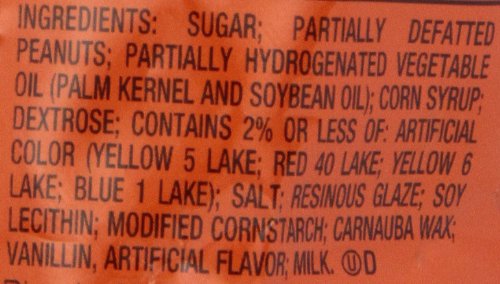 INGREDIENTS: SUGAR; PARTIALLY DEFATTED
PEANUTS; PARTIALLY HYDROGENATED VEGETABLE
OIL (PALM KERNEL AND SOYBEAN OIL); CORN SYRUP;
DEXTROSE; CONTAINS 2% OR LESS OF: ARTIFICIAL
COLOR (YELLOW 5 LAKE; RED 40 LAKE; YELLOW 6
LAKE; BLUE 1 LAKE); SALT; RESINOUS GLAZE; SOY
LECITHIN; MODIFIED CORNSTARCH; CARNAUBA WAX;
VANILLIN, ARTIFICIAL FLAVOR; MILK. ⓊD